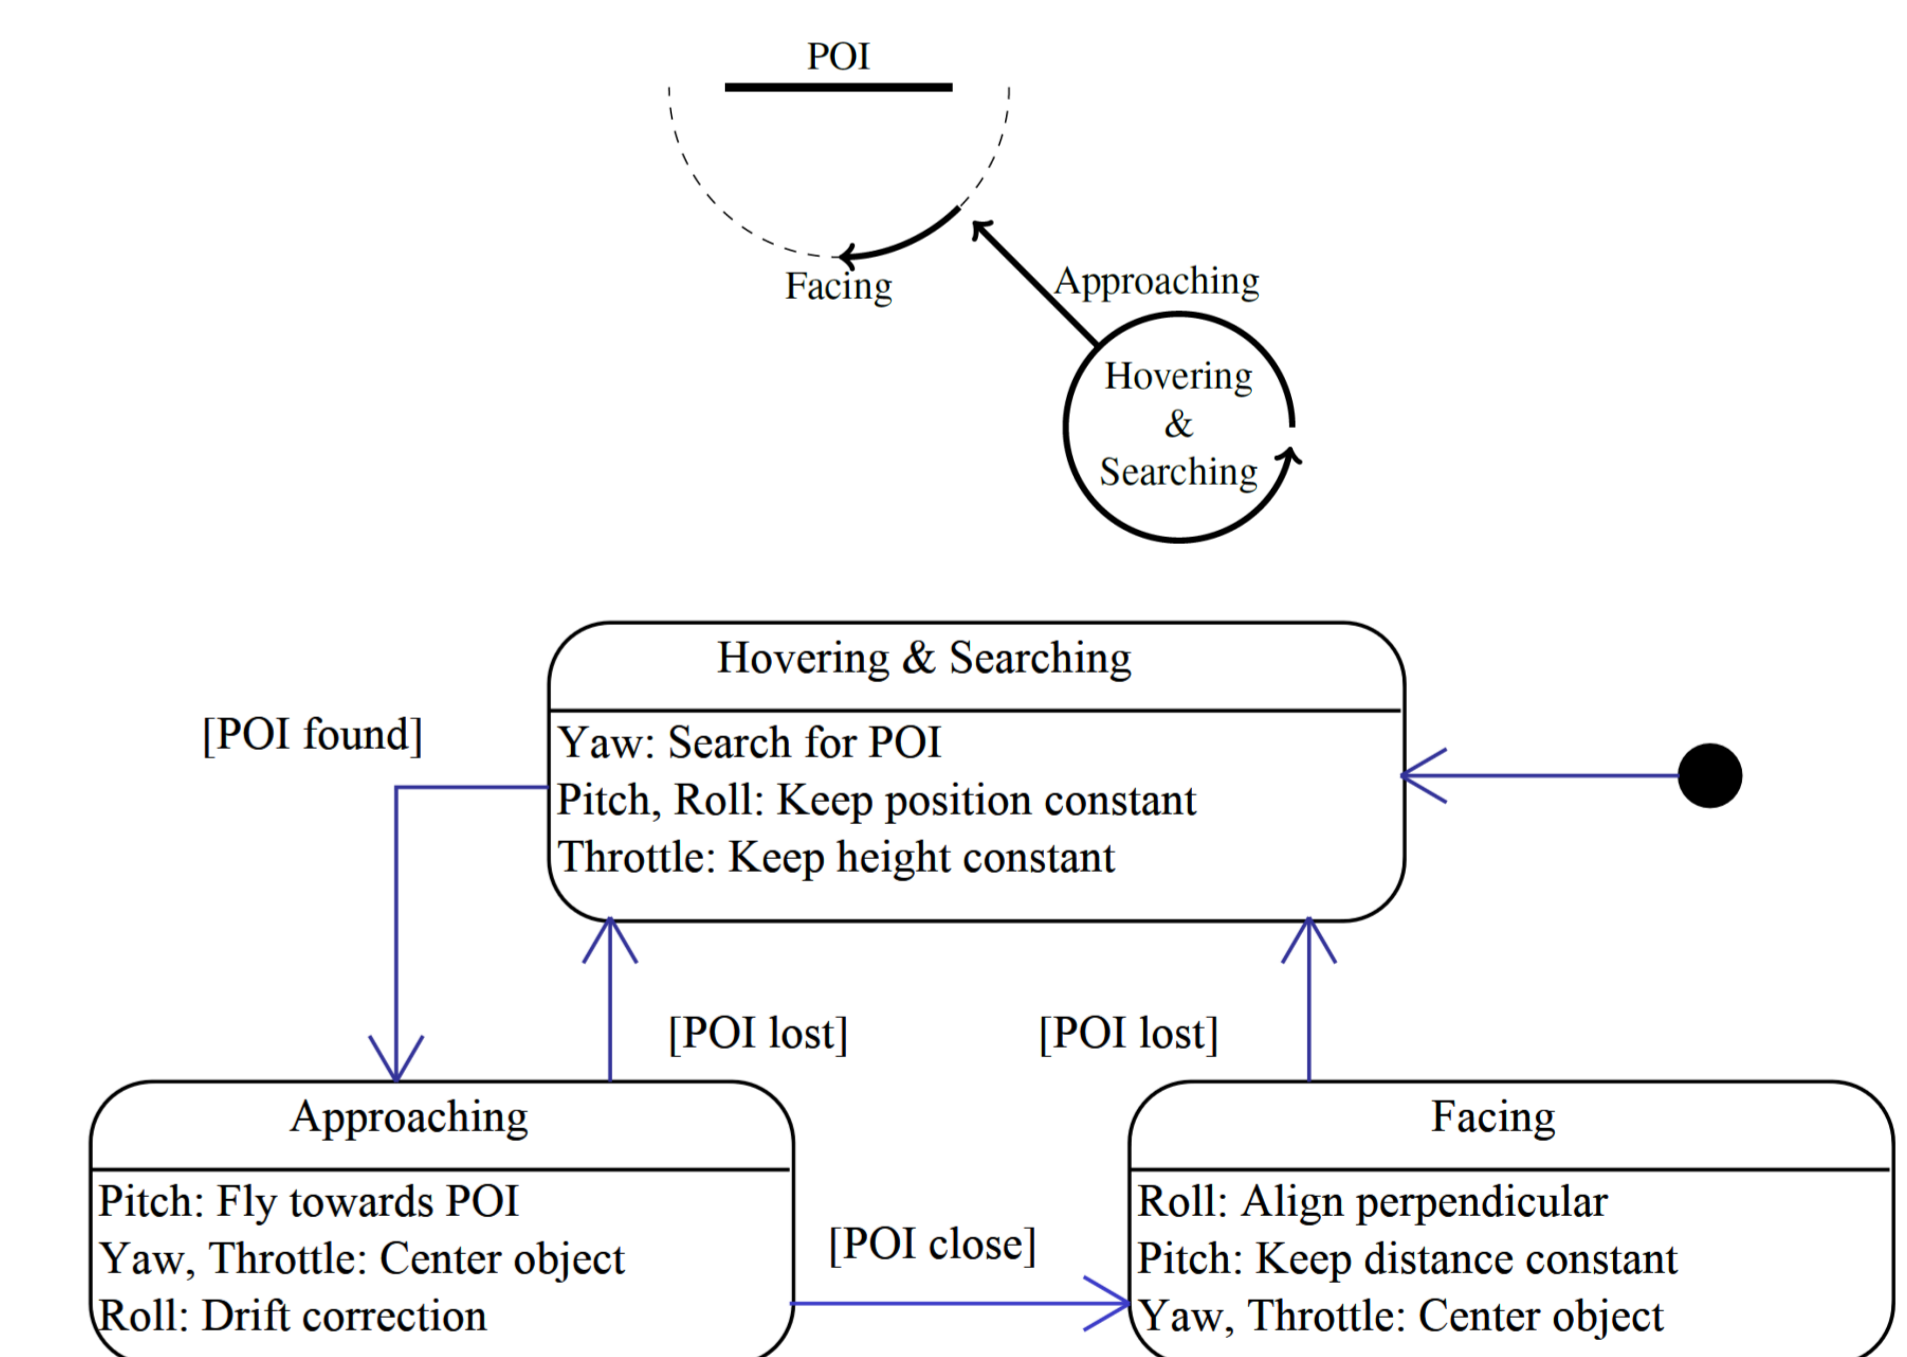 POI
Facing
Approaching
Hovering
&
Searching
Hovering & Searching
[POI found]
Yaw: Search for POI
Pitch, Roll: Keep position constant
Throttle: Keep height constant
[POI lost]
[POI lost]
Approaching
Pitch: Fly towards POI
Yaw, Throttle: Center object
Roll: Drift correction
[POI close]
Facing
Roll: Align perpendicular
Pitch: Keep distance constant
Yaw, Throttle: Center object